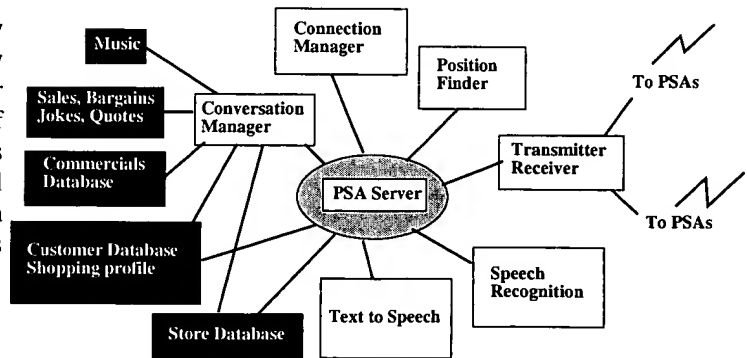 Music
Sales, Bargains
Jokes, Quotes
Commercials
Database
Customer Database
Shopping profile
Store Database
Conversation
Manager
Connection
Manager
Position
Finder
To PSAs
Transmitter
Receiver
To PSAs
PSA Server
Speech
Recognition
Text to Speech